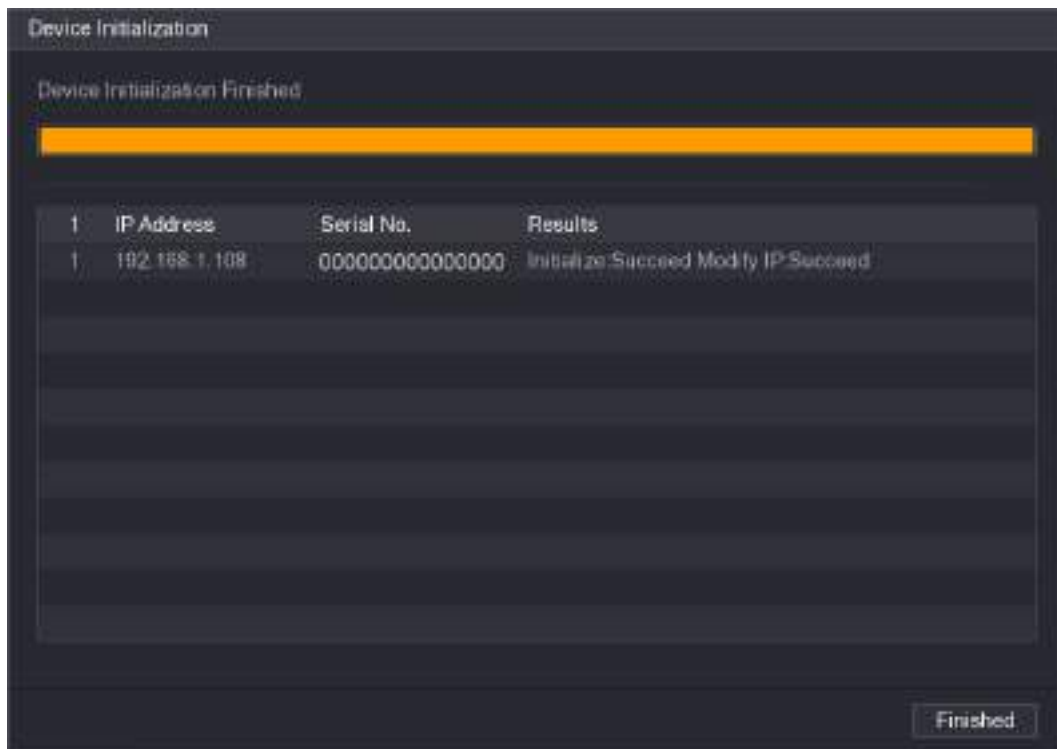 Device Initialization
Device Initialization Finished
1 IP Address Serial No. Results
1 192.168.1.108 000000000000000 Initialize:Succeed Modify IP:Succeed
Finished